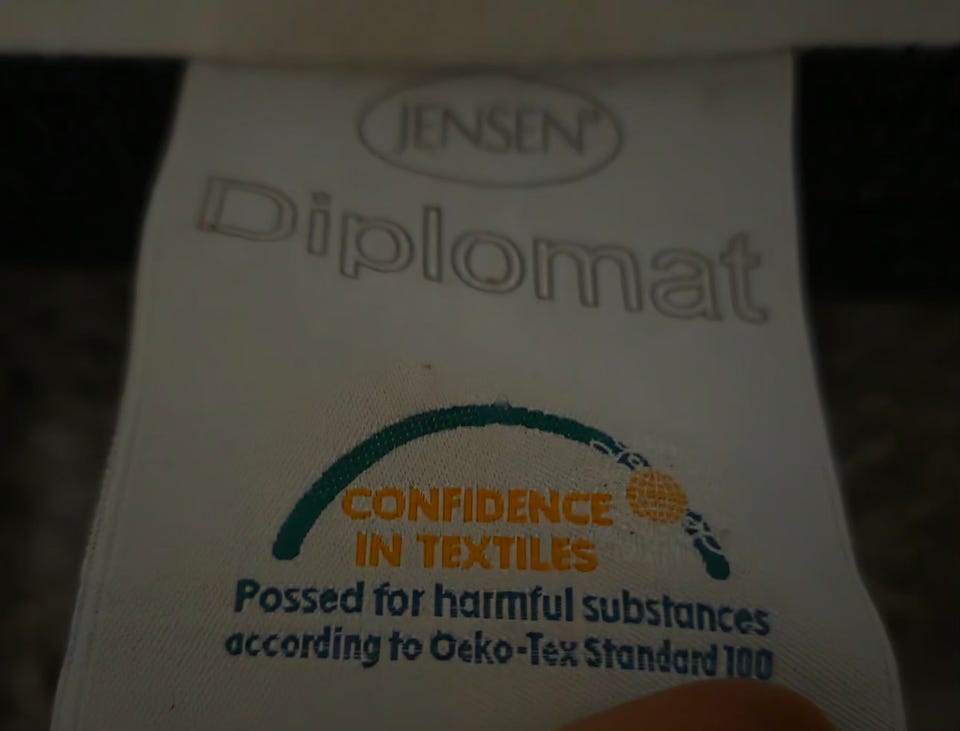 JENSEN®
Diplomat
CONFIDENCE
IN TEXTILES
Possed for harmful substances
according to Oeko-Tex Standard 100